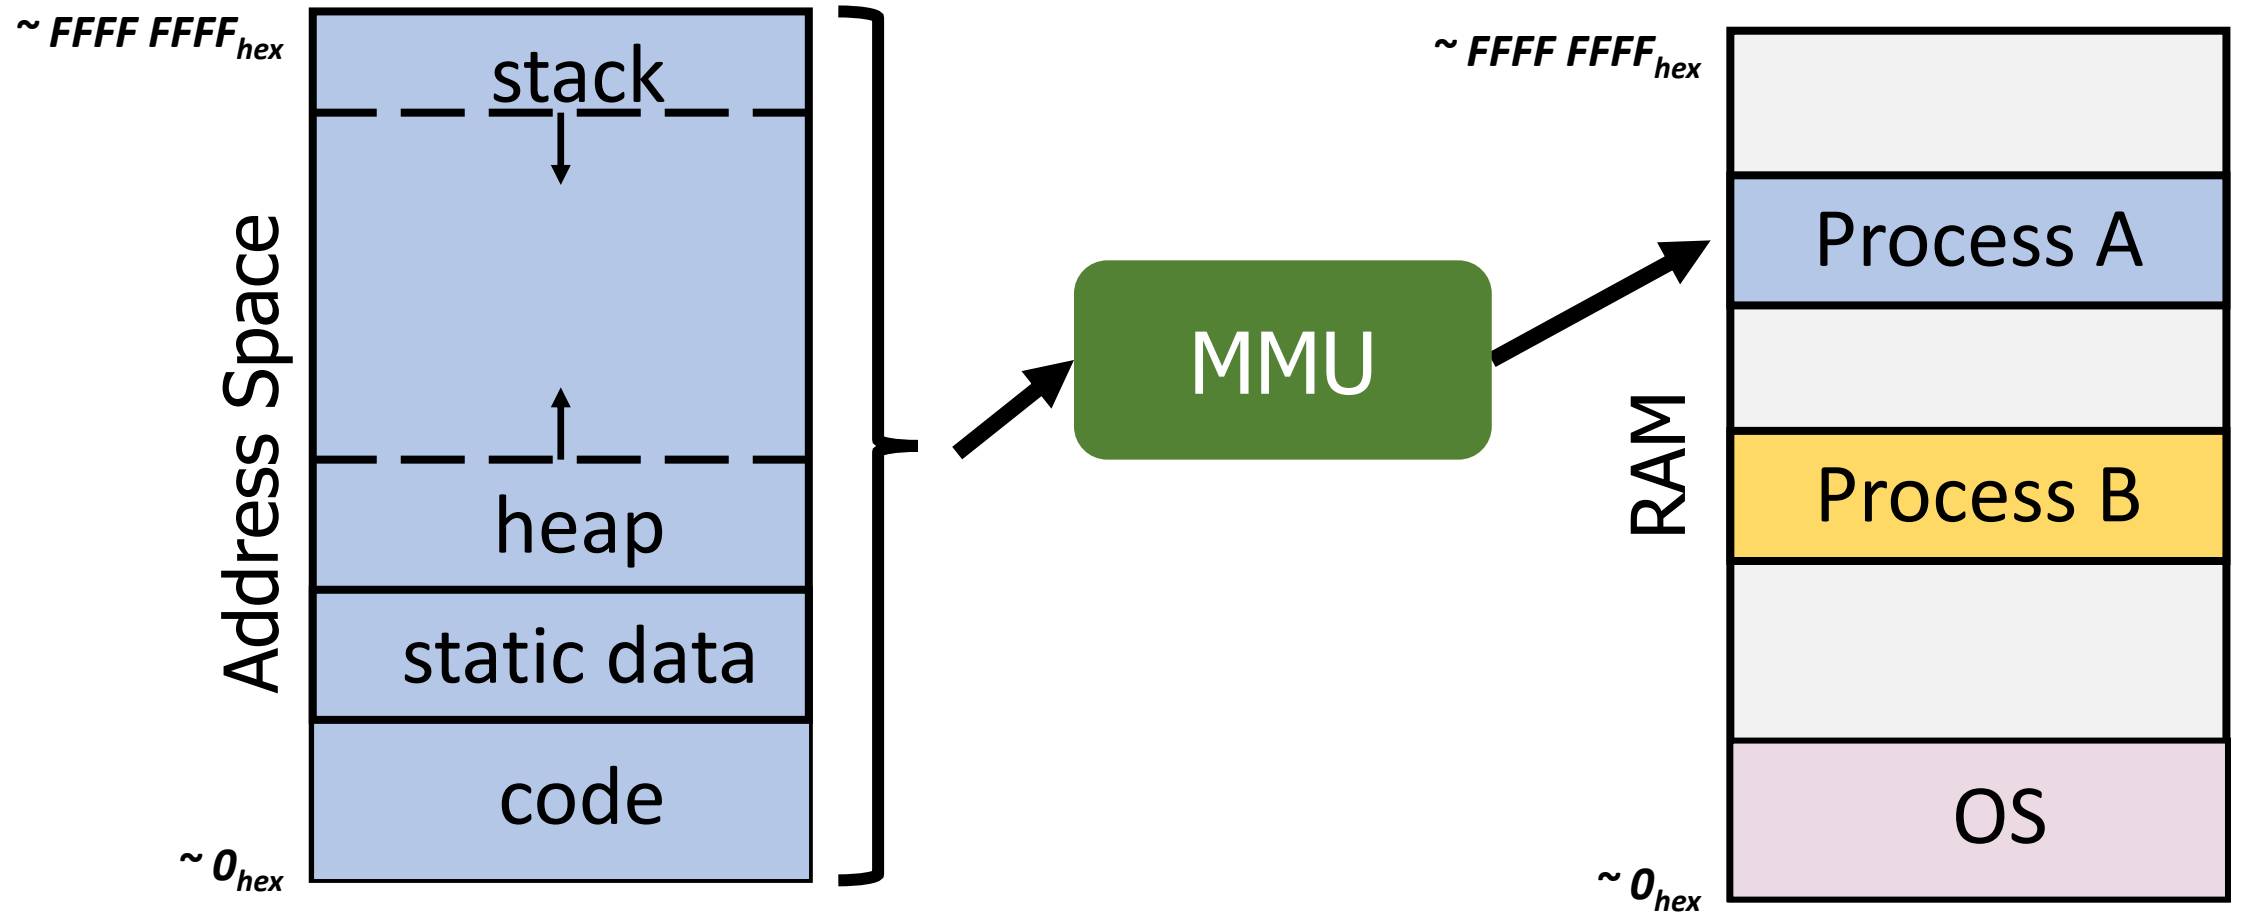 ~ FFFF FFFFhex
stack
Address Space
heap
static data
code
~ 0hex
MMU
~ FFFF FFFFhex
Process A
RAM
Process B
OS
~ 0hex